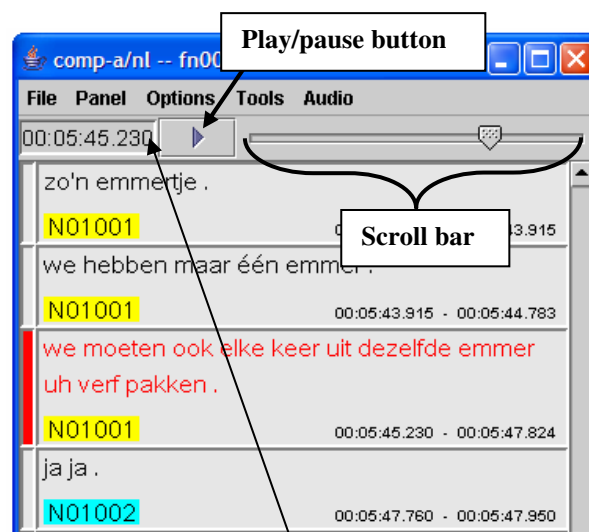 comp-a/nl -- fn00
Play/pause button
File Panel Options Tools Audio
00:05:45.230
zo'n emmertje .
N01001 43.915
Scroll bar
we hebben maar één emmer .
N01001 00:05:43.915 - 00:05:44.783
we moeten ook elke keer uit dezelfde emmer
uh verf pakken .
N01001 00:05:45.230 - 00:05:47.824
ja ja .
N01002 00:05:47.760 - 00:05:47.950